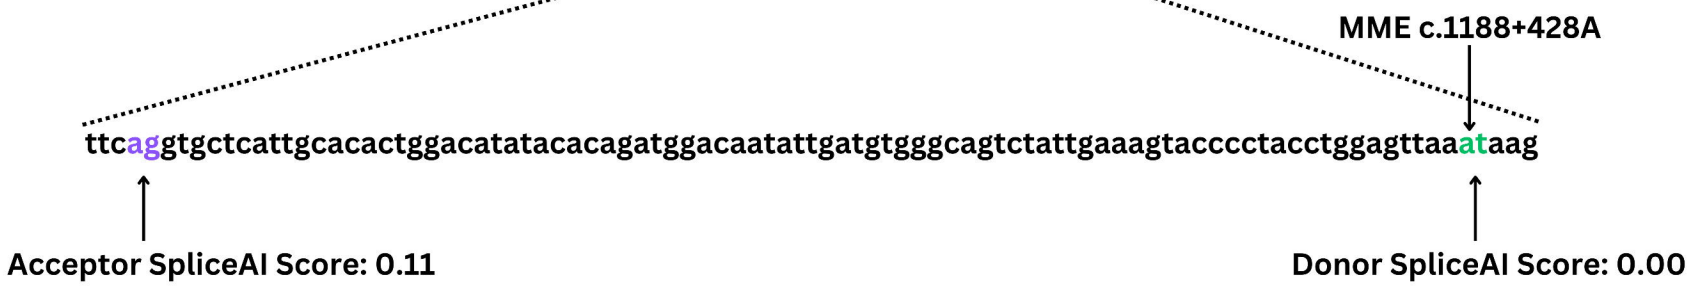 MME c.1188+428A
ttcaggtgctcattgcacactggacatatacacagatggacaatattgatgtgggcagtctattgaaagtacccctacctggagttaaataag
Acceptor SpliceAI Score: 0.11
Donor SpliceAI Score: 0.00